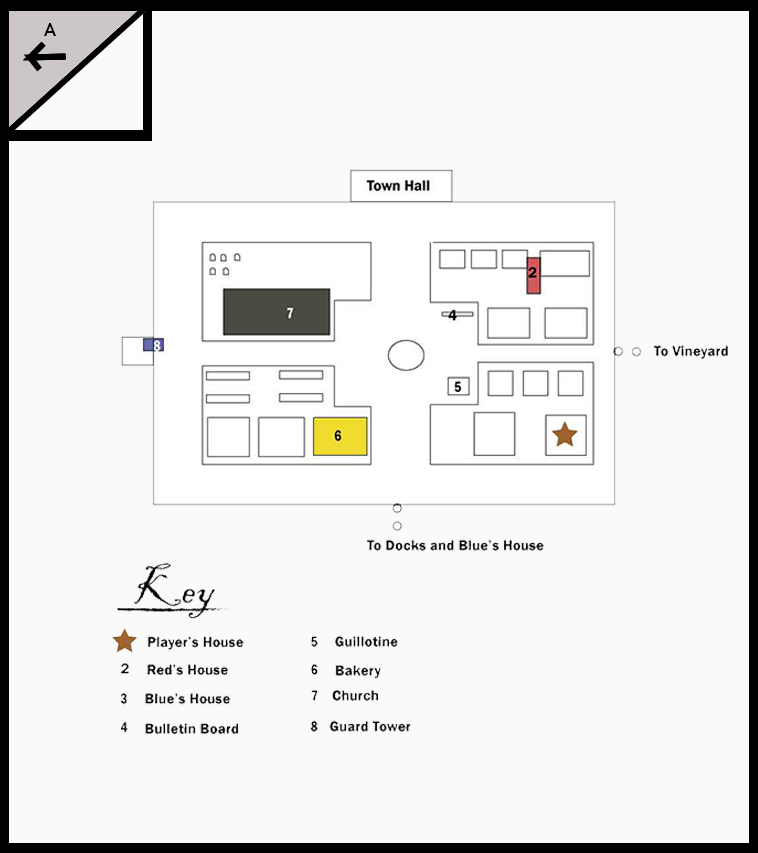 A
Town Hall
7
2
4
8
To Vineyard
5
6
To Docks and Blue's House
Key
Player's House
2 Red's House
3 Blue's House
4 Bulletin Board
5 Guillotine
6 Bakery
7 Church
8 Guard Tower